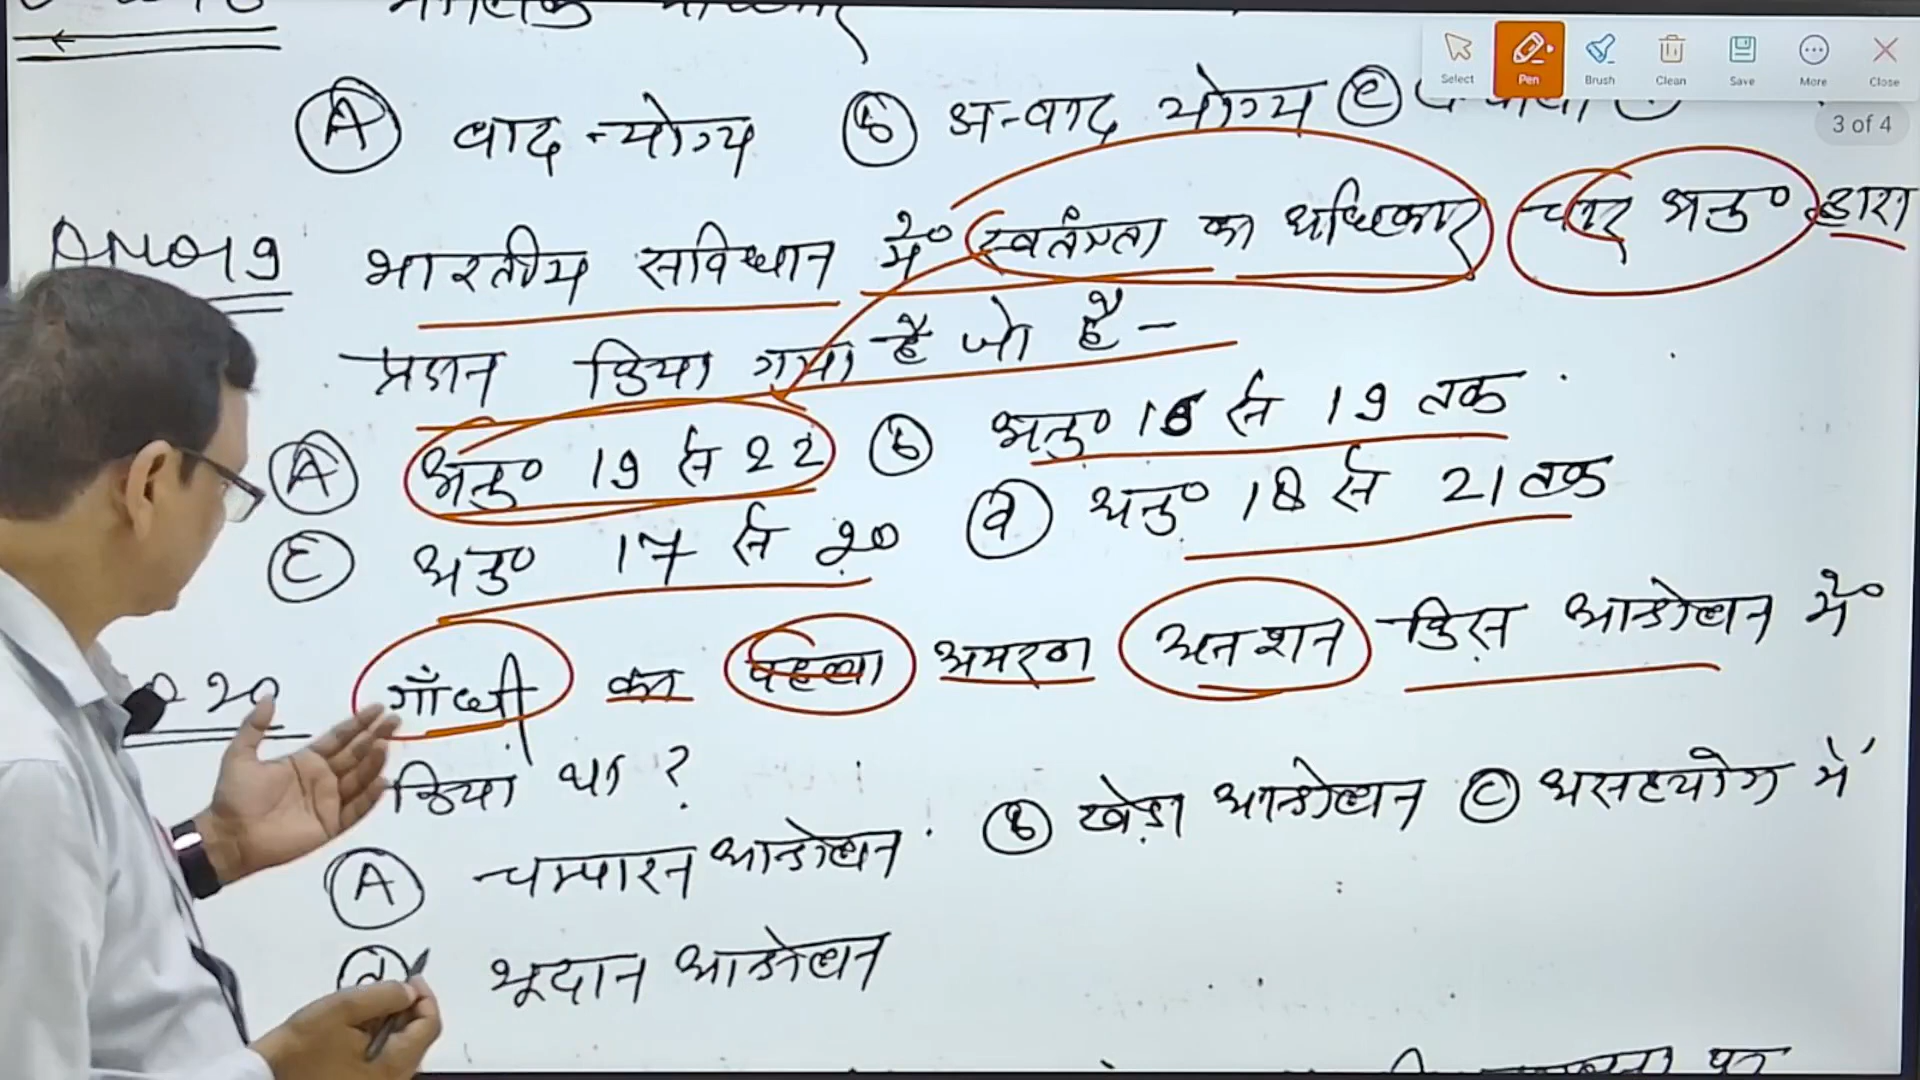 Select Pen Brush Clean Save More Close
3 of 4
A वाद-योग्य b अ-वाद योग्य c
भारतीय सविधान में स्वतंत्रता का अधिकार चार अनु० द्वारा
प्रदान किया गया है जो है-
A अनु० 19 से 22 b अनु० 16 से 19 तक
C अनु० 17 से 20 d अनु० 18 से 21 तक
20 गाँधी का पहला अमरण अनशन किस आन्दोलन में
किया था ?
A चम्पारन आन्दोलन b खेड़ा आन्दोलन C असहयोग में
d भूदान आन्दोलन